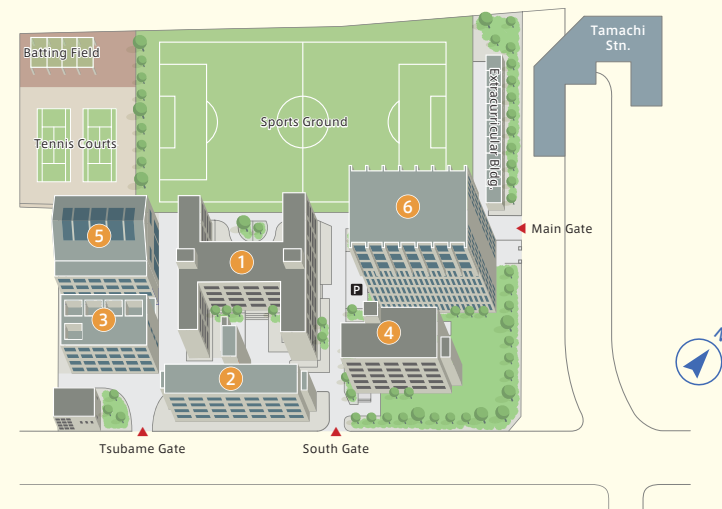 Tamachi
Stn.
Batting Field
Extracurricular Bldg.
Sports Ground
Tennis Courts
6
Main Gate
5
1
P
3
4
N
2
Tsubame Gate
South Gate